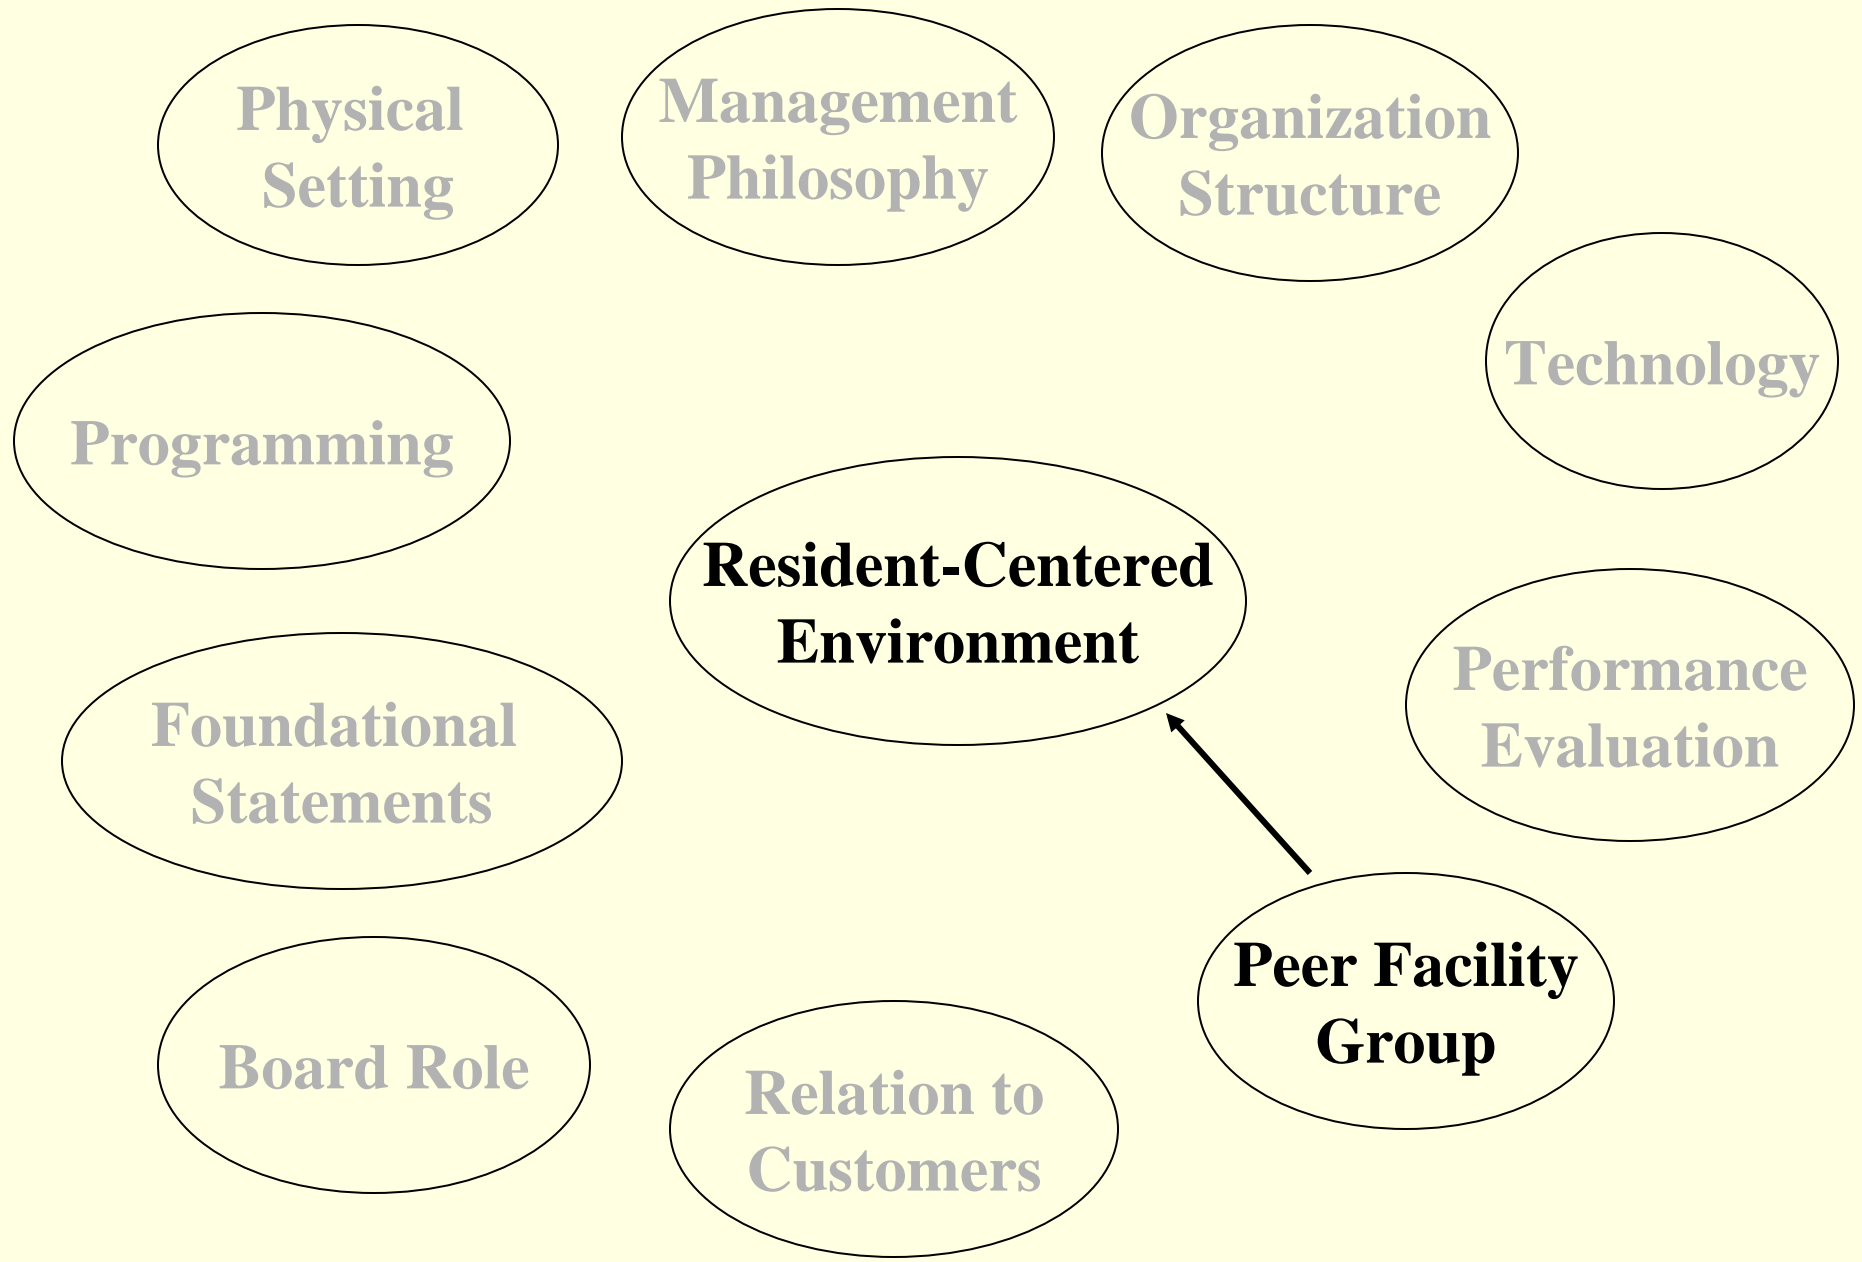 Physical
Setting
Management
Philosophy
Organization
Structure
Technology
Programming
Resident-Centered
Environment
Performance
Evaluation
Foundational
Statements
Peer Facility
Group
Board Role
Relation to
Customers